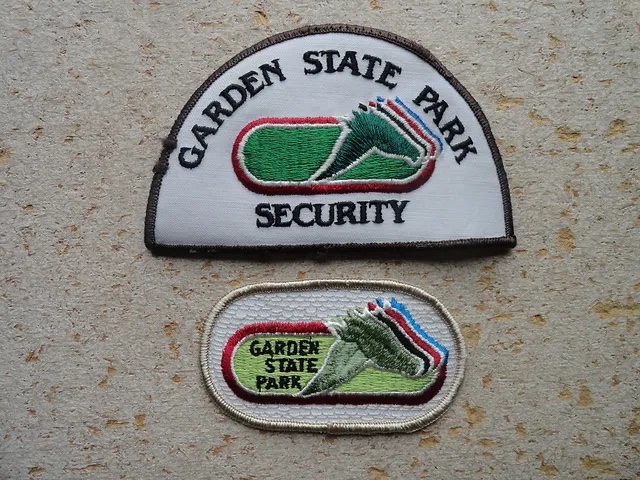 GARDEN STATE PARK
SECURITY
GARDEN
STATE
PARK